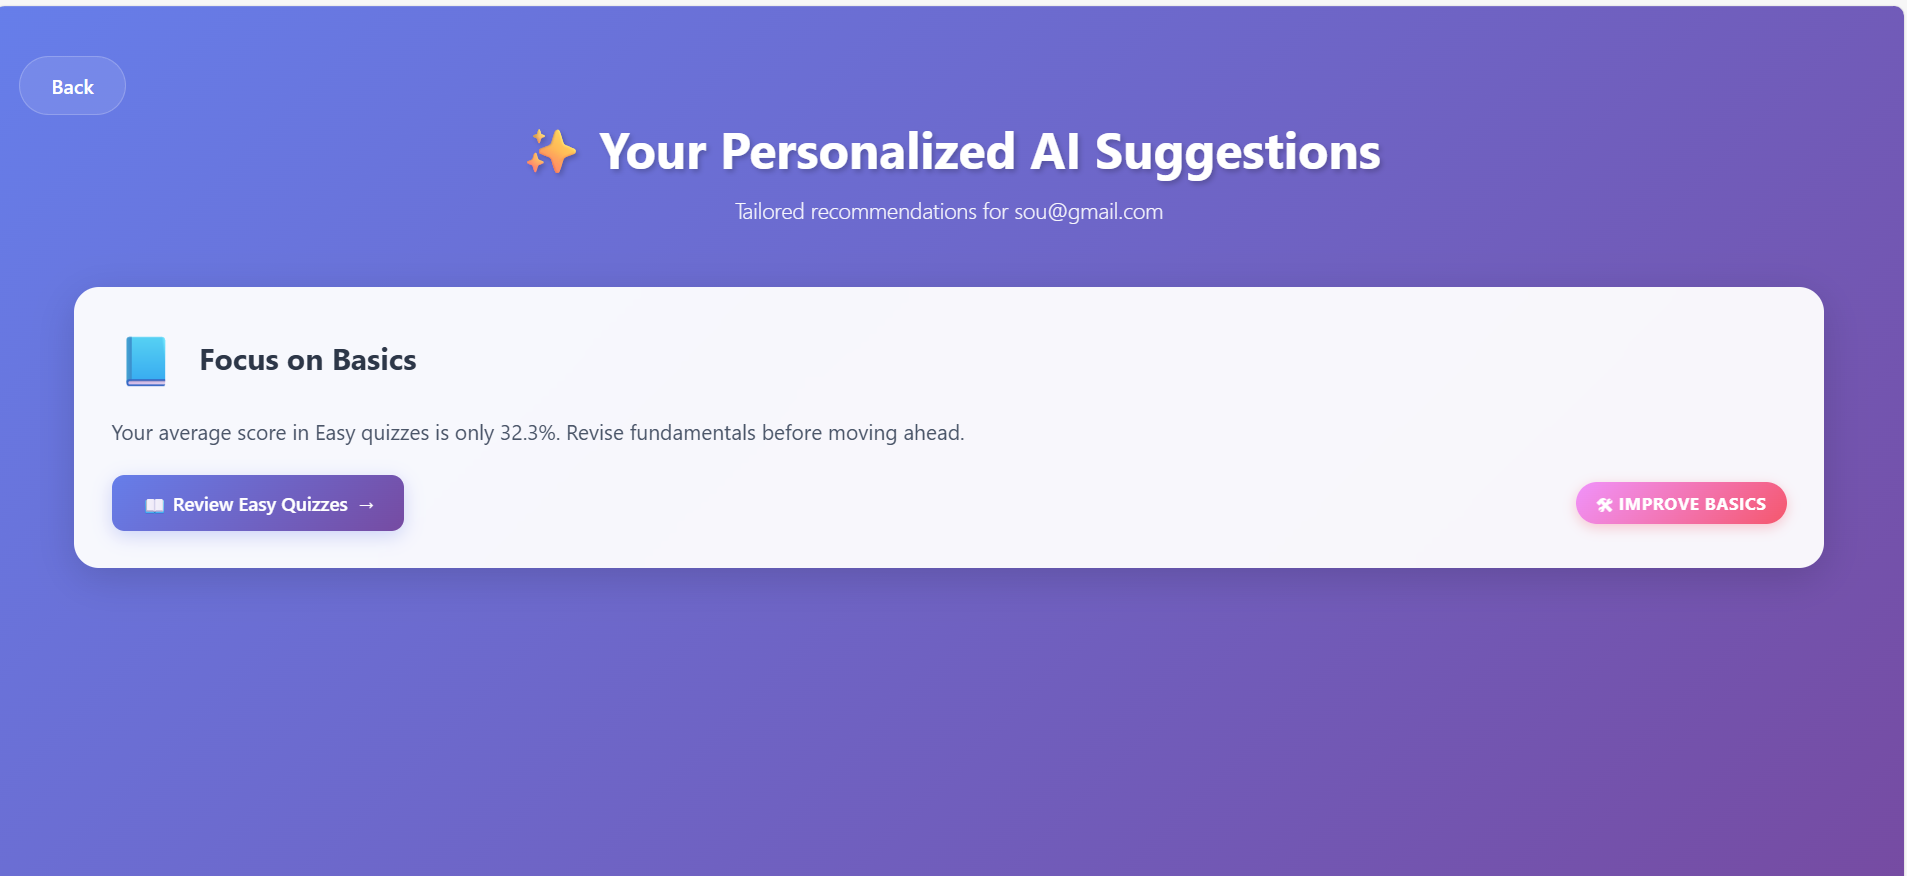 Back
✨ Your Personalized AI Suggestions
Tailored recommendations for sou@gmail.com
📘 Focus on Basics
Your average score in Easy quizzes is only 32.3%. Revise fundamentals before moving ahead.
📖 Review Easy Quizzes →
🛠 IMPROVE BASICS